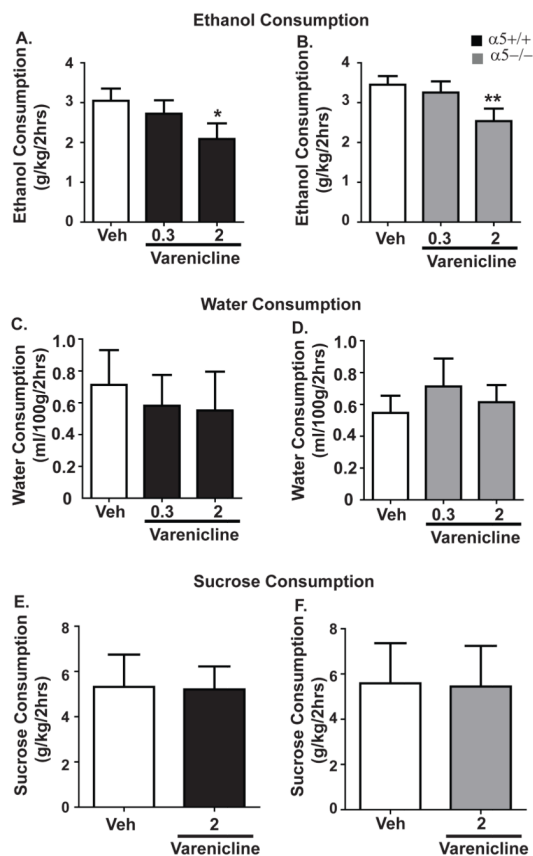 Ethanol Consumption
α5+/+
α5−/−
A.
Ethanol Consumption
(g/kg/2hrs)
4
3
2
1
0
*
Veh
0.3
2
Varenicline
B.
Ethanol Consumption
(g/kg/2hrs)
4
3
2
1
0
**
Veh
0.3
2
Varenicline
Water Consumption
C.
Water Consumption
(ml/100g/2hrs)
1.0
0.8
0.6
0.4
0.2
0
Veh
0.3
2
Varenicline
D.
Water Consumption
(ml/100g/2hrs)
1.0
0.8
0.6
0.4
0.2
0
Veh
0.3
2
Varenicline
Sucrose Consumption
E.
Sucrose Consumption
(g/kg/2hrs)
8
6
4
2
0
Veh
2
Varenicline
F.
Sucrose Consumption
(g/kg/2hrs)
8
6
4
2
0
Veh
2
Varenicline